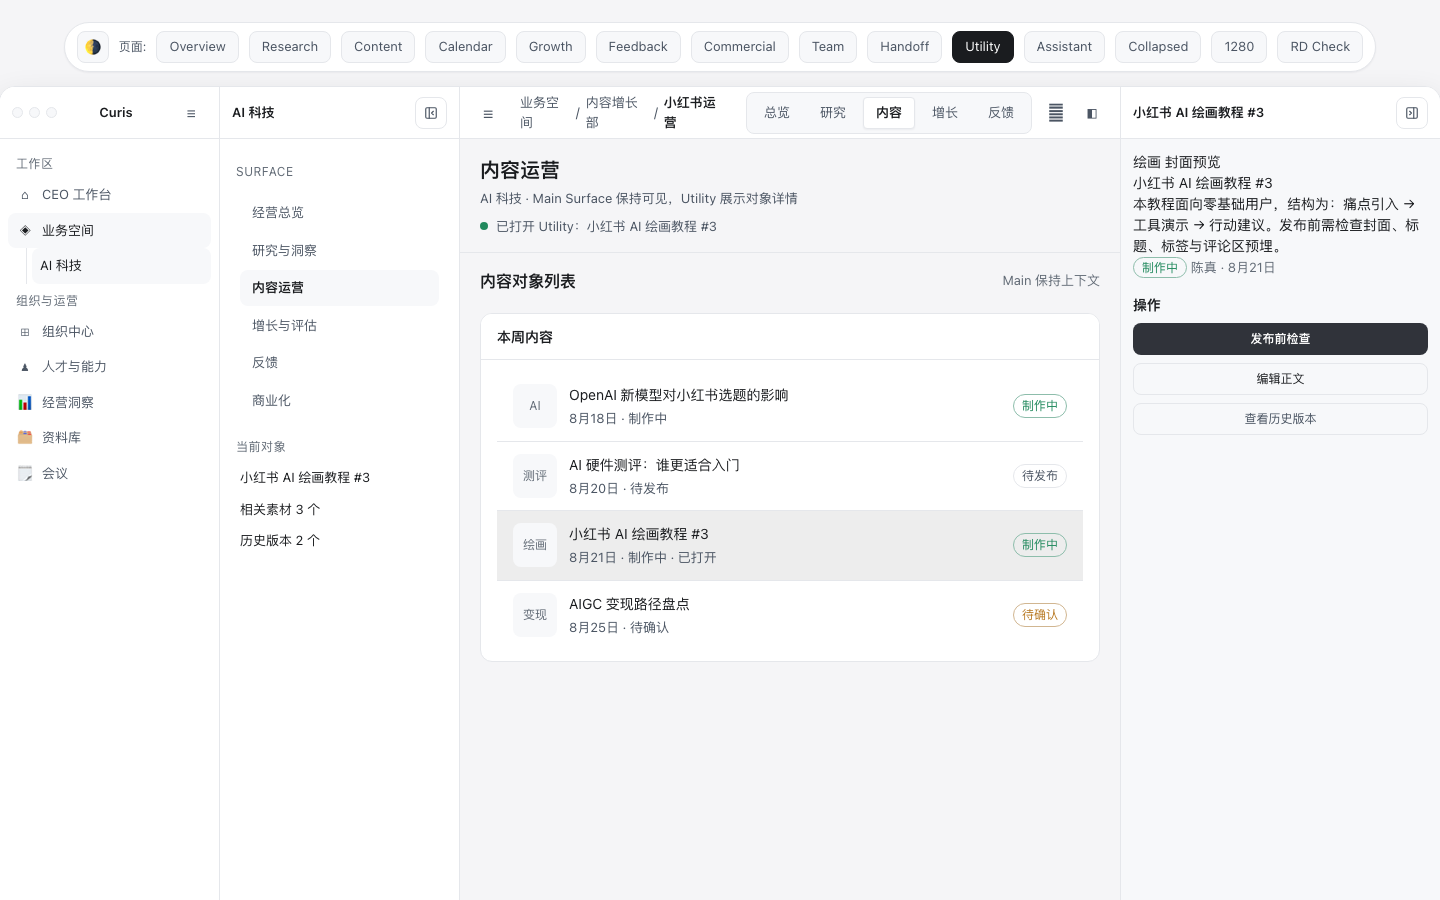 页面:
Overview
Research
Content
Calendar
Growth
Feedback
Commercial
Team
Handoff
Utility
Assistant
Collapsed
1280
RD Check
Curis
工作区
CEO 工作台
业务空间
AI 科技
组织与运营
组织中心
人才与能力
经营洞察
资料库
会议
AI 科技
SURFACE
经营总览
研究与洞察
内容运营
增长与评估
反馈
商业化
当前对象
小红书 AI 绘画教程 #3
相关素材 3 个
历史版本 2 个
业务空
间
/
内容增长
部
/
小红书运
营
总览
研究
内容
增长
反馈
内容运营
AI 科技 · Main Surface 保持可见，Utility 展示对象详情
已打开 Utility：小红书 AI 绘画教程 #3
内容对象列表
Main 保持上下文
本周内容
AI
OpenAI 新模型对小红书选题的影响
8月18日 · 制作中
制作中
测评
AI 硬件测评：谁更适合入门
8月20日 · 待发布
待发布
绘画
小红书 AI 绘画教程 #3
8月21日 · 制作中 · 已打开
制作中
变现
AIGC 变现路径盘点
8月25日 · 待确认
待确认
小红书 AI 绘画教程 #3
绘画 封面预览
小红书 AI 绘画教程 #3
本教程面向零基础用户，结构为：痛点引入 →
工具演示 → 行动建议。发布前需检查封面、标
题、标签与评论区预埋。
制作中 陈真 · 8月21日
操作
发布前检查
编辑正文
查看历史版本